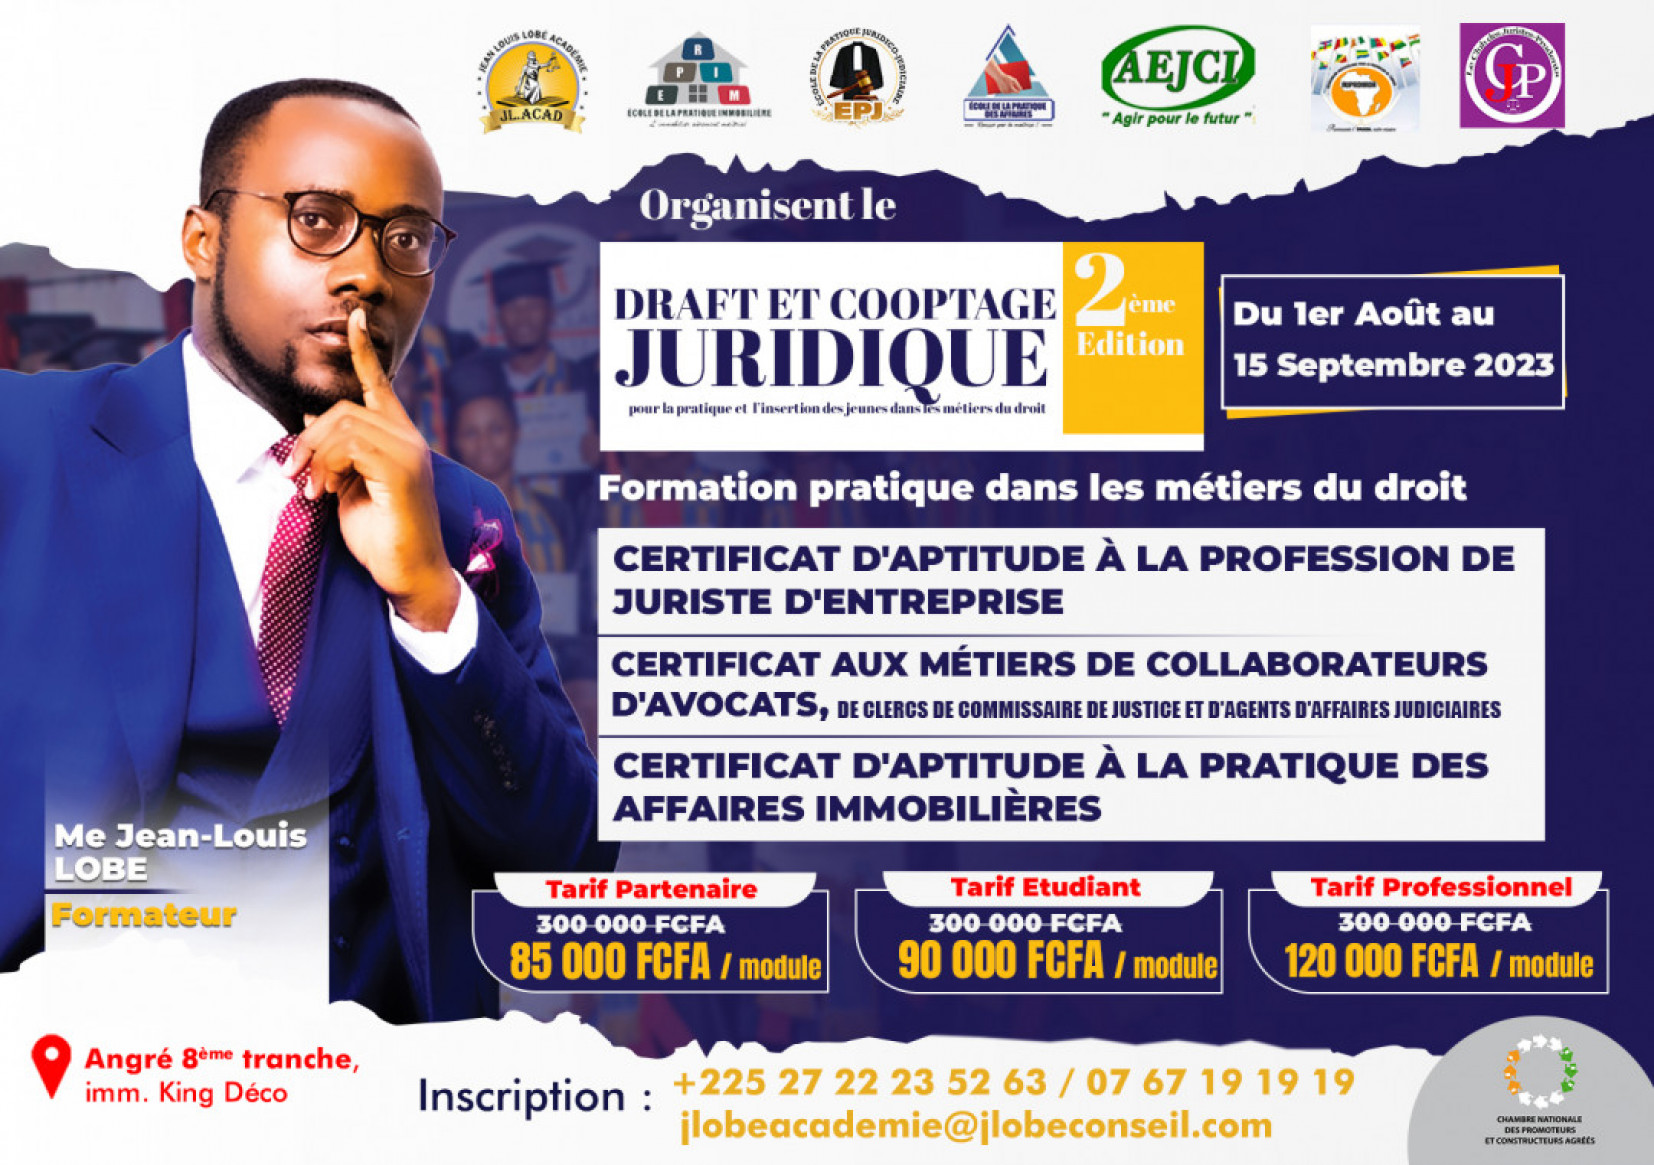 JEAN LOUIS LOBÉ ACADÉMIE
JL.ACAD
R
P I
E M
ÉCOLE DE LA PRATIQUE IMMOBILIÈRE
ÉCOLE DE LA PRATIQUE JURIDICO-JUDICIAIRE
EPJ
ÉCOLE DE LA PRATIQUE
DES AFFAIRES
AEJCI
" Agir pour le futur "
Le Club des Juristes Prudents
CJP
Organisent le
DRAFT ET COOPTAGE
JURIDIQUE
pour la pratique et l'insertion des jeunes dans les métiers du droit
2ème
Edition
Du 1er Août au
15 Septembre 2023
Formation pratique dans les métiers du droit
CERTIFICAT D'APTITUDE À LA PROFESSION DE
JURISTE D'ENTREPRISE
CERTIFICAT AUX MÉTIERS DE COLLABORATEURS
D'AVOCATS, DE CLERCS DE COMMISSAIRE DE JUSTICE ET D'AGENTS D'AFFAIRES JUDICIAIRES
CERTIFICAT D'APTITUDE À LA PRATIQUE DES
AFFAIRES IMMOBILIÈRES
Me Jean-Louis
LOBE
Formateur
Tarif Partenaire
300 000 FCFA
85 000 FCFA / module
Tarif Etudiant
300 000 FCFA
90 000 FCFA / module
Tarif Professionnel
300 000 FCFA
120 000 FCFA / module
Angré 8ème tranche,
imm. King Déco
Inscription :
+225 27 22 23 52 63 / 07 67 19 19 19
jlobeacademie@jlobeconseil.com
CHAMBRE NATIONALE
DES PROMOTEURS
ET CONSTRUCTEURS AGRÉÉS